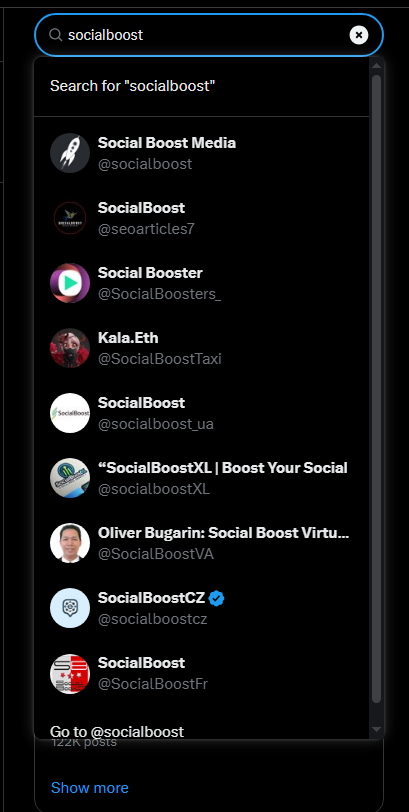 socialboost
Search for "socialboost"
Social Boost Media
@socialboost
SocialBoost
@seoarticles7
Social Booster
@SocialBoosters_
Kala.Eth
@SocialBoostTaxi
SocialBoost
SocialBoost
@socialboost_ua
“SocialBoostXL | Boost Your Social
@socialboostXL
Oliver Bugarin: Social Boost Virtu...
@SocialBoostVA
SocialBoostCZ
@socialboostcz
SocialBoost
@SocialBoostFr
Go to @socialboost
122K posts
Show more